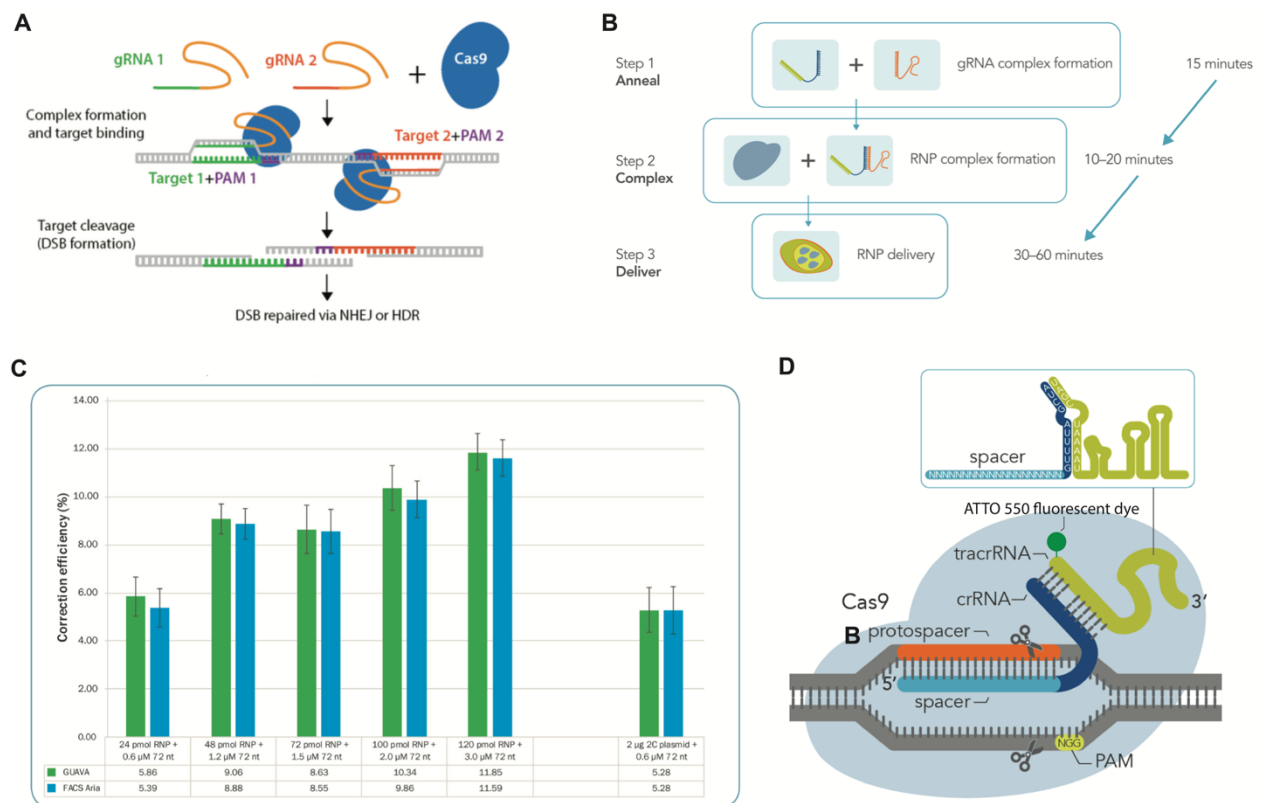 A
gRNA 1
gRNA 2
+
Cas9
Complex formation
and target binding
Target 2+PAM 2
Target 1+PAM 1
Target cleavage
(DSB formation)
DSB repaired via NHEJ or HDR
B
Step 1
Anneal
+
gRNA complex formation
15 minutes
Step 2
Complex
+
RNP complex formation
10–20 minutes
Step 3
Deliver
RNP delivery
30–60 minutes
C
Correction efficiency (%)
14.00
12.00
10.00
8.00
6.00
4.00
2.00
0.00
24 pmol RNP +
0.6 µM 72 nt
48 pmol RNP +
1.2 µM 72 nt
72 pmol RNP +
1.5 µM 72 nt
100 pmol RNP +
2.0 µM 72 nt
120 pmol RNP +
3.0 µM 72 nt
2 µg 2C plasmid +
0.6 µM 72 nt
GUAVA 5.86 9.06 8.63 10.34 11.85 5.28
FACS Aria 5.39 8.88 8.55 9.86 11.59 5.28
D
spacer
ATTO 550 fluorescent dye
tracrRNA
crRNA
3′
Cas9
B
protospacer
5′
spacer
NGG
PAM